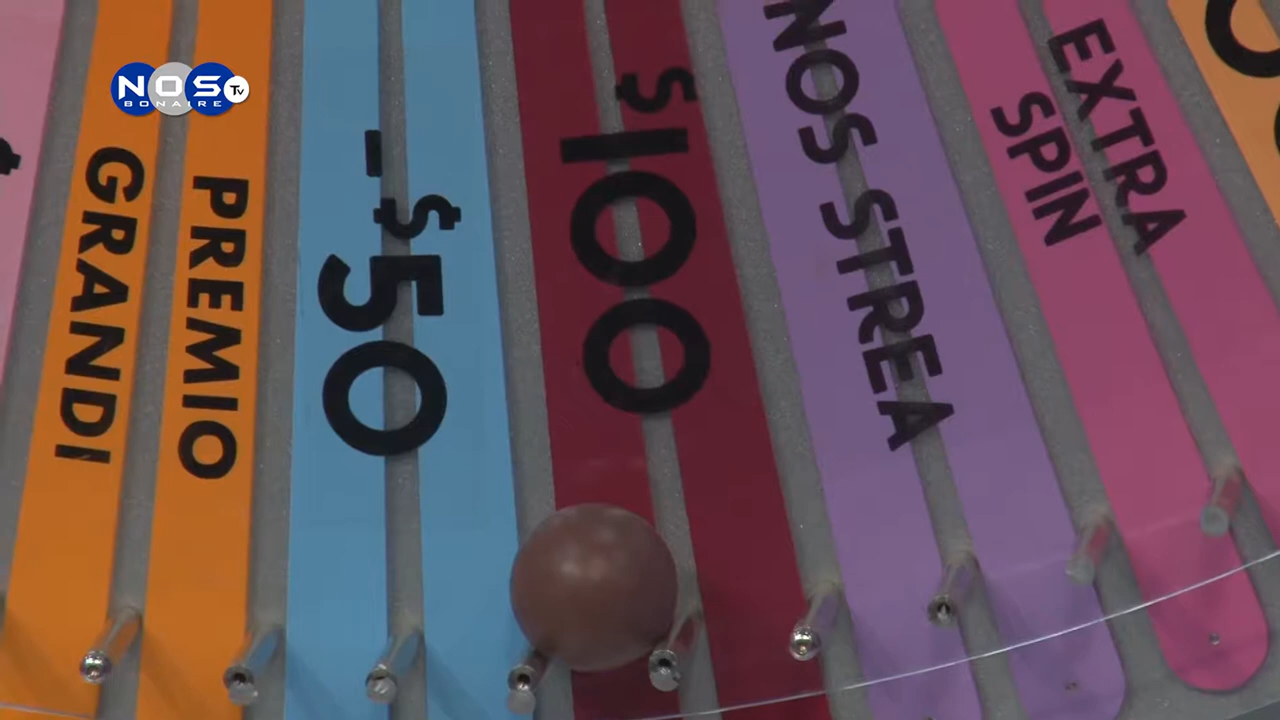 NOS TV
BONAIRE
GRANDI
PREMIO
-$50
$100
NOS STREA
EXTRA
SPIN